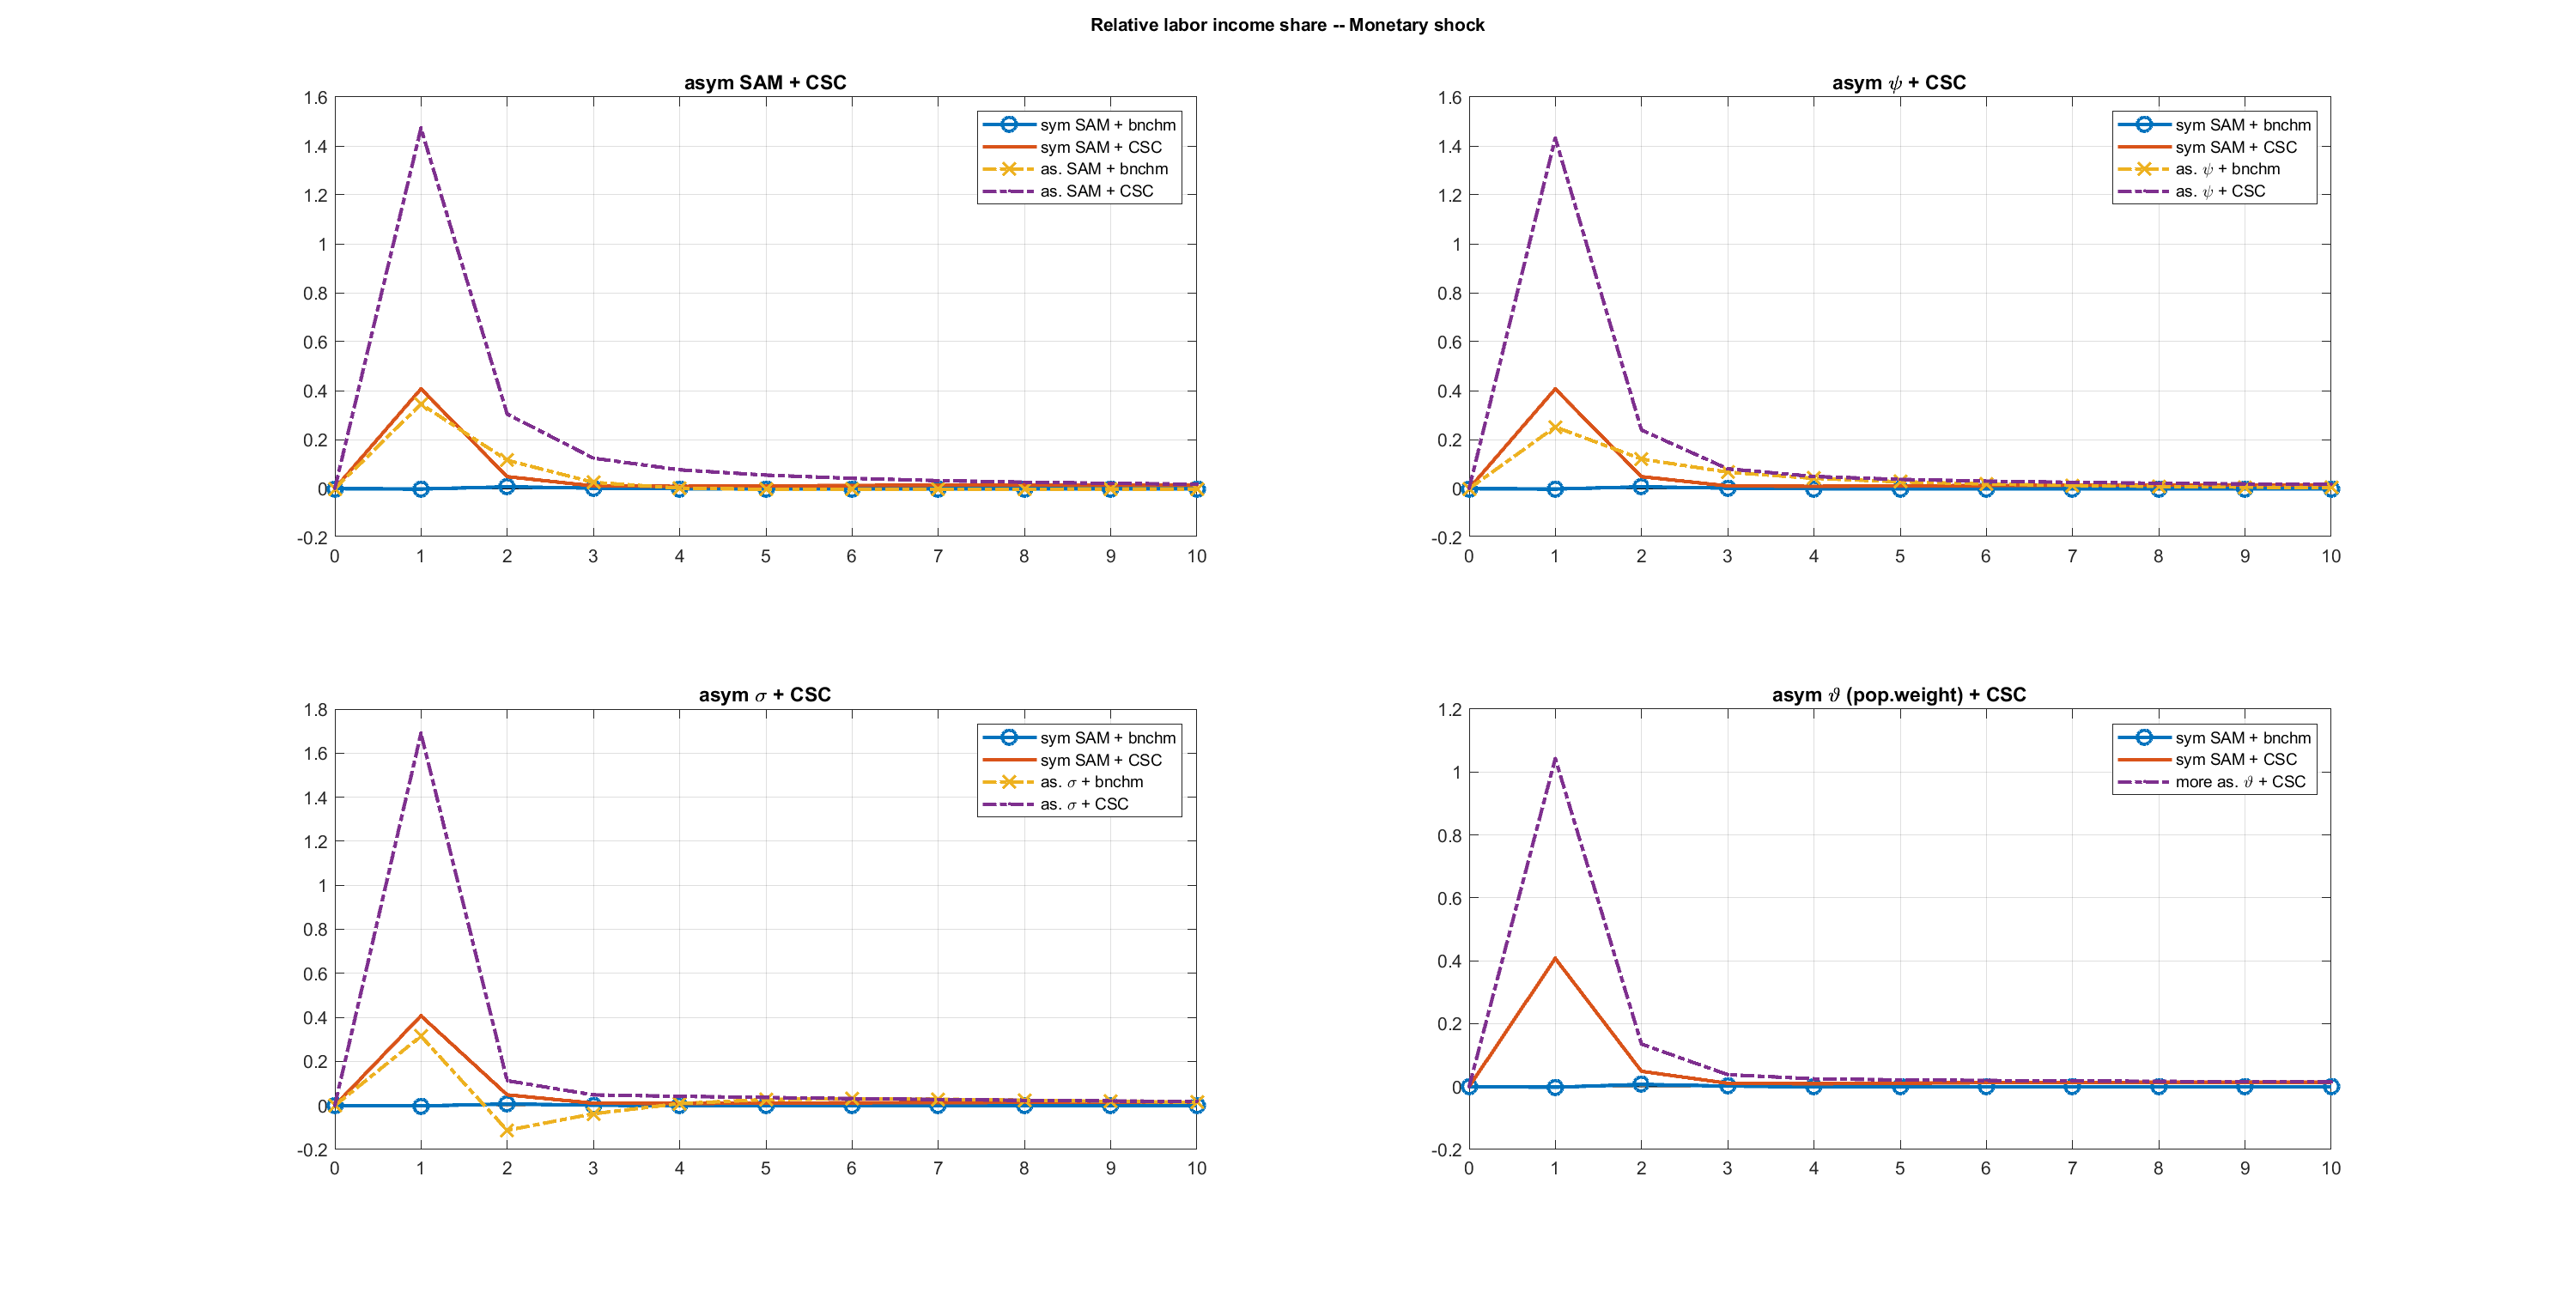 Relative labor income share -- Monetary shock
asym SAM + CSC
1.6
1.4
1.2
1
0.8
0.6
0.4
0.2
0
-0.2
0 1 2 3 4 5 6 7 8 9 10
sym SAM + bnchm
sym SAM + CSC
as. SAM + bnchm
as. SAM + CSC
asym ψ + CSC
1.6
1.4
1.2
1
0.8
0.6
0.4
0.2
0
-0.2
0 1 2 3 4 5 6 7 8 9 10
sym SAM + bnchm
sym SAM + CSC
as. ψ + bnchm
as. ψ + CSC
asym σ + CSC
1.8
1.6
1.4
1.2
1
0.8
0.6
0.4
0.2
0
-0.2
0 1 2 3 4 5 6 7 8 9 10
sym SAM + bnchm
sym SAM + CSC
as. σ + bnchm
as. σ + CSC
asym ϑ (pop.weight) + CSC
1.2
1
0.8
0.6
0.4
0.2
0
-0.2
0 1 2 3 4 5 6 7 8 9 10
sym SAM + bnchm
sym SAM + CSC
more as. ϑ + CSC